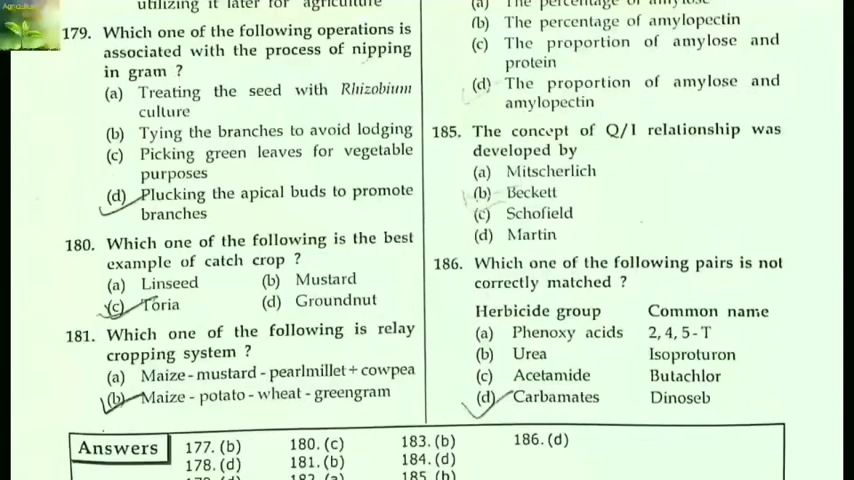 Agricultu
utilizing it later for agriculture
179. Which one of the following operations is
associated with the process of nipping
in gram ?
(a) Treating the seed with Rhizobium
culture
(b) Tying the branches to avoid lodging
(c) Picking green leaves for vegetable
purposes
(d) Plucking the apical buds to promote
branches
180. Which one of the following is the best
example of catch crop ?
(a) Linseed (b) Mustard
(c) Toria (d) Groundnut
181. Which one of the following is relay
cropping system ?
(a) Maize - mustard - pearlmillet + cowpea
(b) Maize - potato - wheat - greengram
(a) The percentage of amylose
(b) The percentage of amylopectin
(c) The proportion of amylose and
protein
(d) The proportion of amylose and
amylopectin
185. The concept of Q/I relationship was
developed by
(a) Mitscherlich
(b) Beckett
(c) Schofield
(d) Martin
186. Which one of the following pairs is not
correctly matched ?
Herbicide group Common name
(a) Phenoxy acids 2, 4, 5 - T
(b) Urea Isoproturon
(c) Acetamide Butachlor
(d) Carbamates Dinoseb
Answers 177. (b) 180. (c) 183. (b) 186. (d)
178. (d) 181. (b) 184. (d)
182. (a) 185. (b)